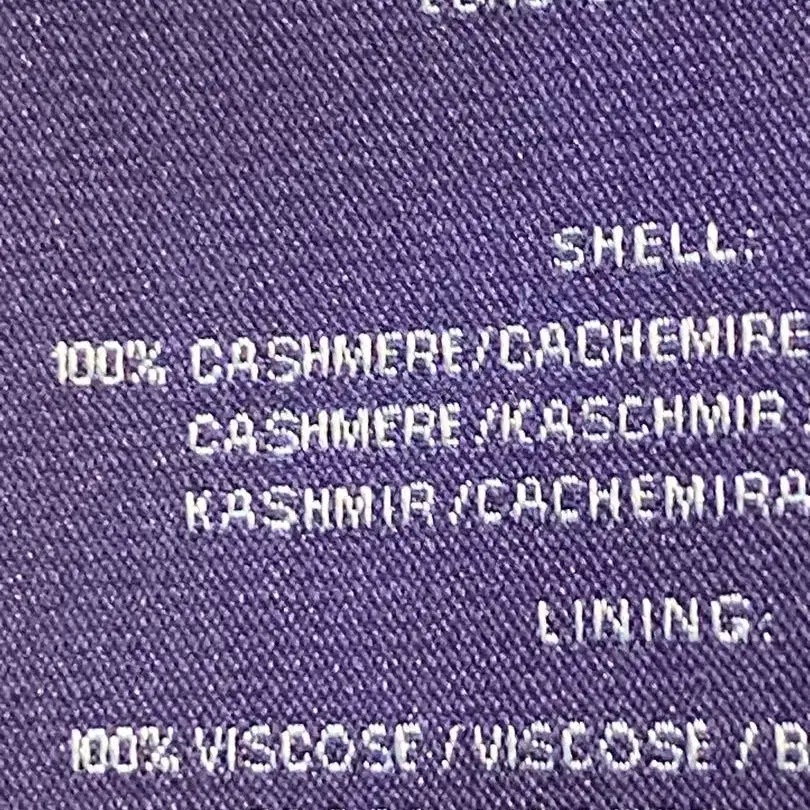 SHELL:
100% CASHMERE/CACHEMIRE
CASHMERE/KASCHMIR
KASHMIR/CACHEMIRA
LINING:
100% VISCOSE/VISCOSE/